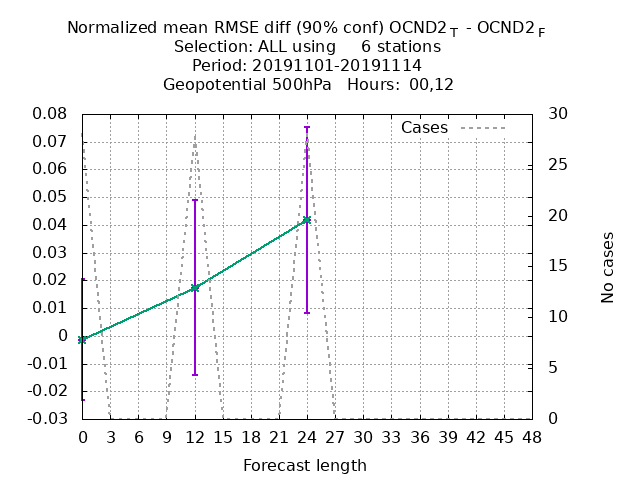 Normalized mean RMSE diff (90% conf) OCND2 T - OCND2 F
Selection: ALL using 6 stations
Period: 20191101-20191114
Geopotential 500hPa Hours: 00,12
Cases
0.08
0.07
0.06
0.05
0.04
0.03
0.02
0.01
0
-0.01
-0.02
-0.03
30
25
20
15
10
5
0
No cases
0 3 6 9 12 15 18 21 24 27 30 33 36 39 42 45 48
Forecast length